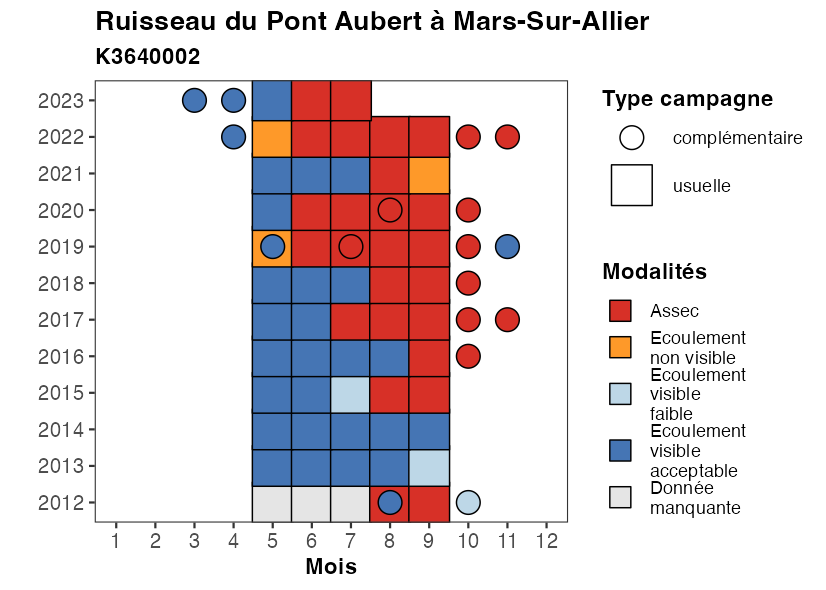 Ruisseau du Pont Aubert à Mars-Sur-Allier
K3640002
2023
2022
2021
2020
2019
2018
2017
2016
2015
2014
2013
2012
1 2 3 4 5 6 7 8 9 10 11 12
Mois
Type campagne
complémentaire
usuelle
Modalités
Assec
Ecoulement
non visible
Ecoulement
visible
faible
Ecoulement
visible
acceptable
Donnée
manquante